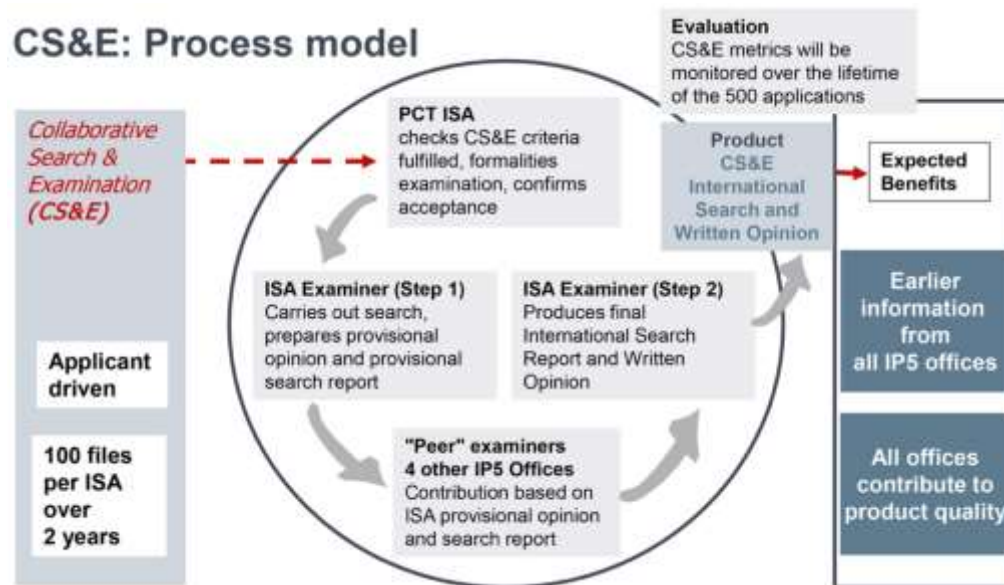 CS&E: Process model
Collaborative
Search &
Examination
(CS&E)
Applicant
driven
100 files
per ISA
over
2 years
PCT ISA
checks CS&E criteria
fulfilled, formalities
examination, confirms
acceptance
ISA Examiner (Step 1)
Carries out search,
prepares provisional
opinion and provisional
search report
"Peer" examiners
4 other IP5 Offices
Contribution based on
ISA provisional opinion
and search report
ISA Examiner (Step 2)
Produces final
International Search
Report and Written
Opinion
Evaluation
CS&E metrics will be
monitored over the lifetime
of the 500 applications
Product
CS&E
International
Search and
Written Opinion
Expected
Benefits
Earlier
information
from
all IP5 offices
All offices
contribute to
product quality